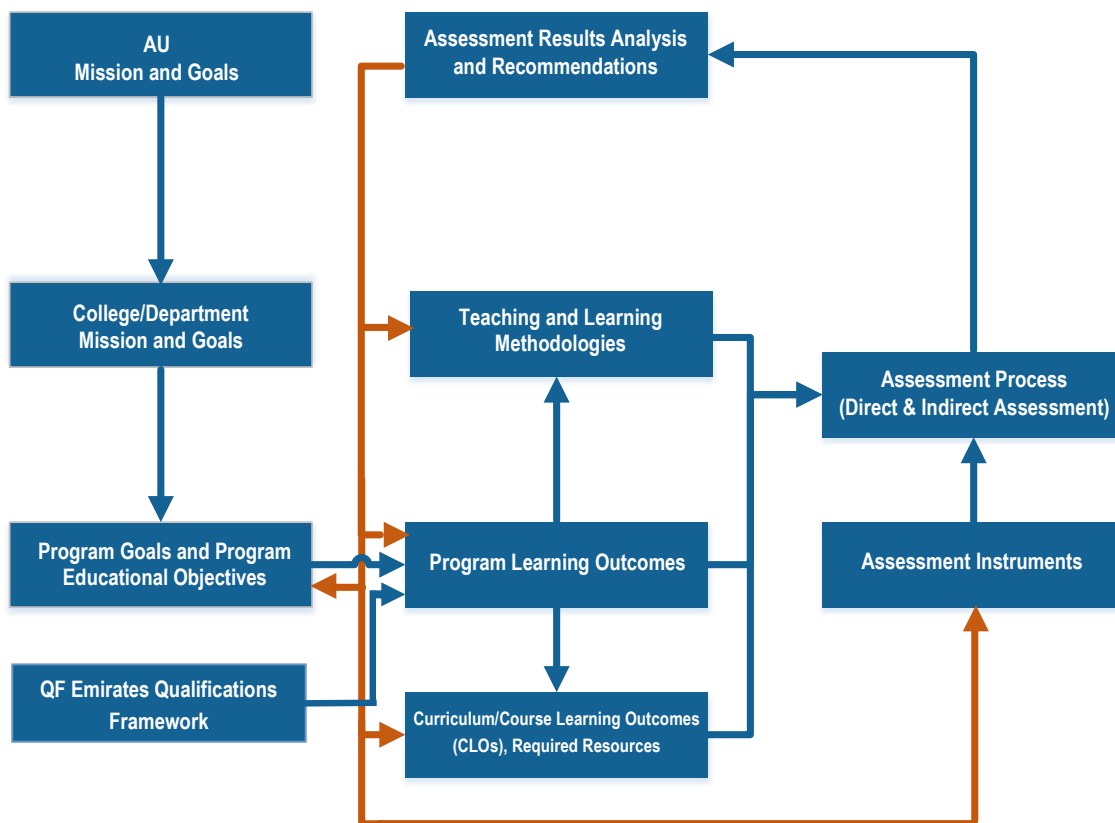 AU
Mission and Goals
Assessment Results Analysis
and Recommendations
College/Department
Mission and Goals
Teaching and Learning
Methodologies
Assessment Process
(Direct & Indirect Assessment)
Program Goals and Program
Educational Objectives
Program Learning Outcomes
Assessment Instruments
QF Emirates Qualifications
Framework
Curriculum/Course Learning Outcomes
(CLOs), Required Resources